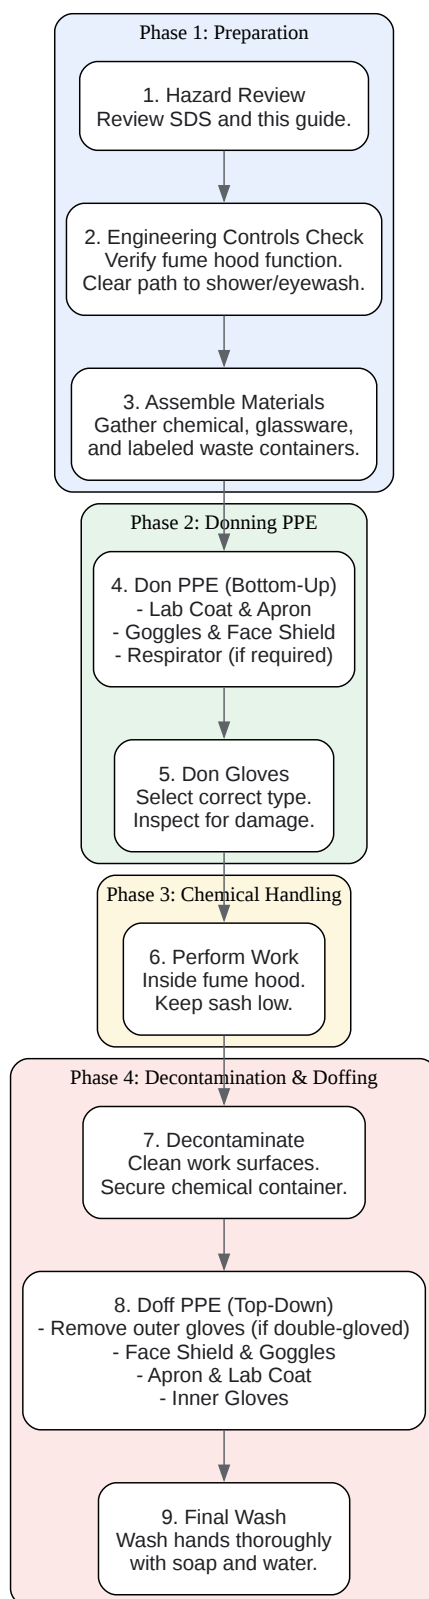 Phase 1: Preparation
1. Hazard Review
Review SDS and this guide.
2. Engineering Controls Check
Verify fume hood function.
Clear path to shower/eyewash.
3. Assemble Materials
Gather chemical, glassware,
and labeled waste containers.
Phase 2: Donning PPE
4. Don PPE (Bottom-Up)
- Lab Coat & Apron
- Goggles & Face Shield
- Respirator (if required)
5. Don Gloves
Select correct type.
Inspect for damage.
Phase 3: Chemical Handling
6. Perform Work
Inside fume hood.
Keep sash low.
Phase 4: Decontamination & Doffing
7. Decontaminate
Clean work surfaces.
Secure chemical container.
8. Doff PPE (Top-Down)
- Remove outer gloves (if double-gloved)
- Face Shield & Goggles
- Apron & Lab Coat
- Inner Gloves
9. Final Wash
Wash hands thoroughly
with soap and water.